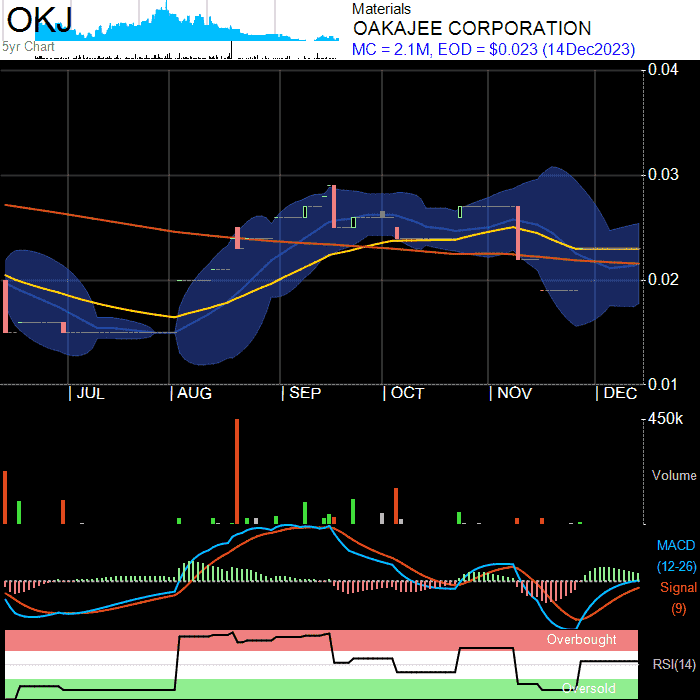 OKJ
5yr Chart
Materials
OAKAJEE CORPORATION
MC = 2.1M, EOD = $0.023 (14Dec2023)
0.04
0.03
0.02
0.01
| JUL | AUG | SEP | OCT | NOV | DEC
450k
Volume
MACD
(12-26)
Signal
(9)
Overbought
RSI(14)
Oversold